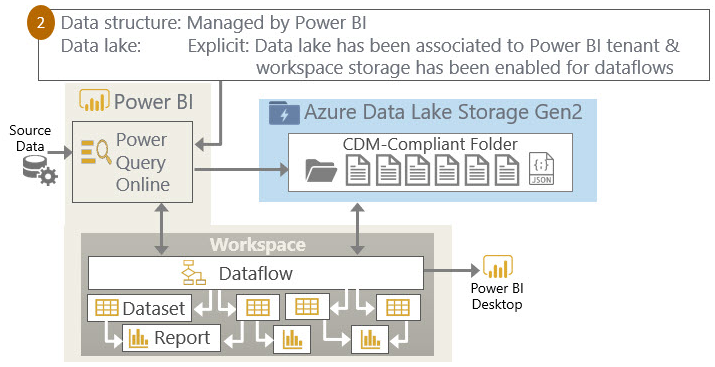 2
Data structure: Managed by Power BI
Data lake: Explicit: Data lake has been associated to Power BI tenant &
workspace storage has been enabled for dataflows
Power BI
Azure Data Lake Storage Gen2
Source
Data
Power
Query
Online
CDM-Compliant Folder
{;}
JSON
Workspace
Dataflow
Dataset
Report
Power BI
Desktop